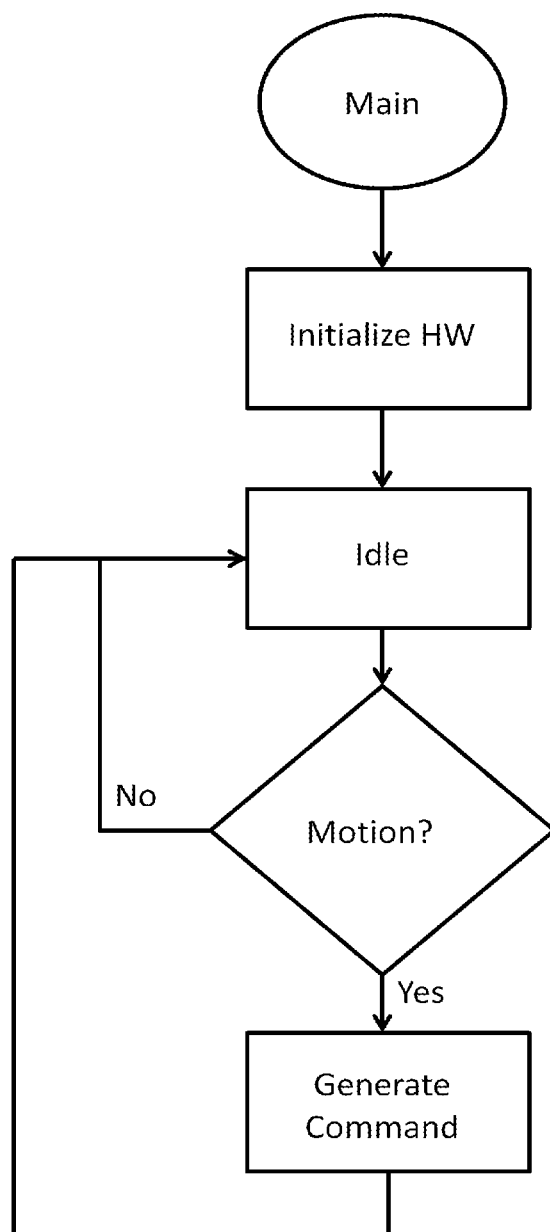 Main
Initialize HW
Idle
No
Motion?
Yes
Generate
Command